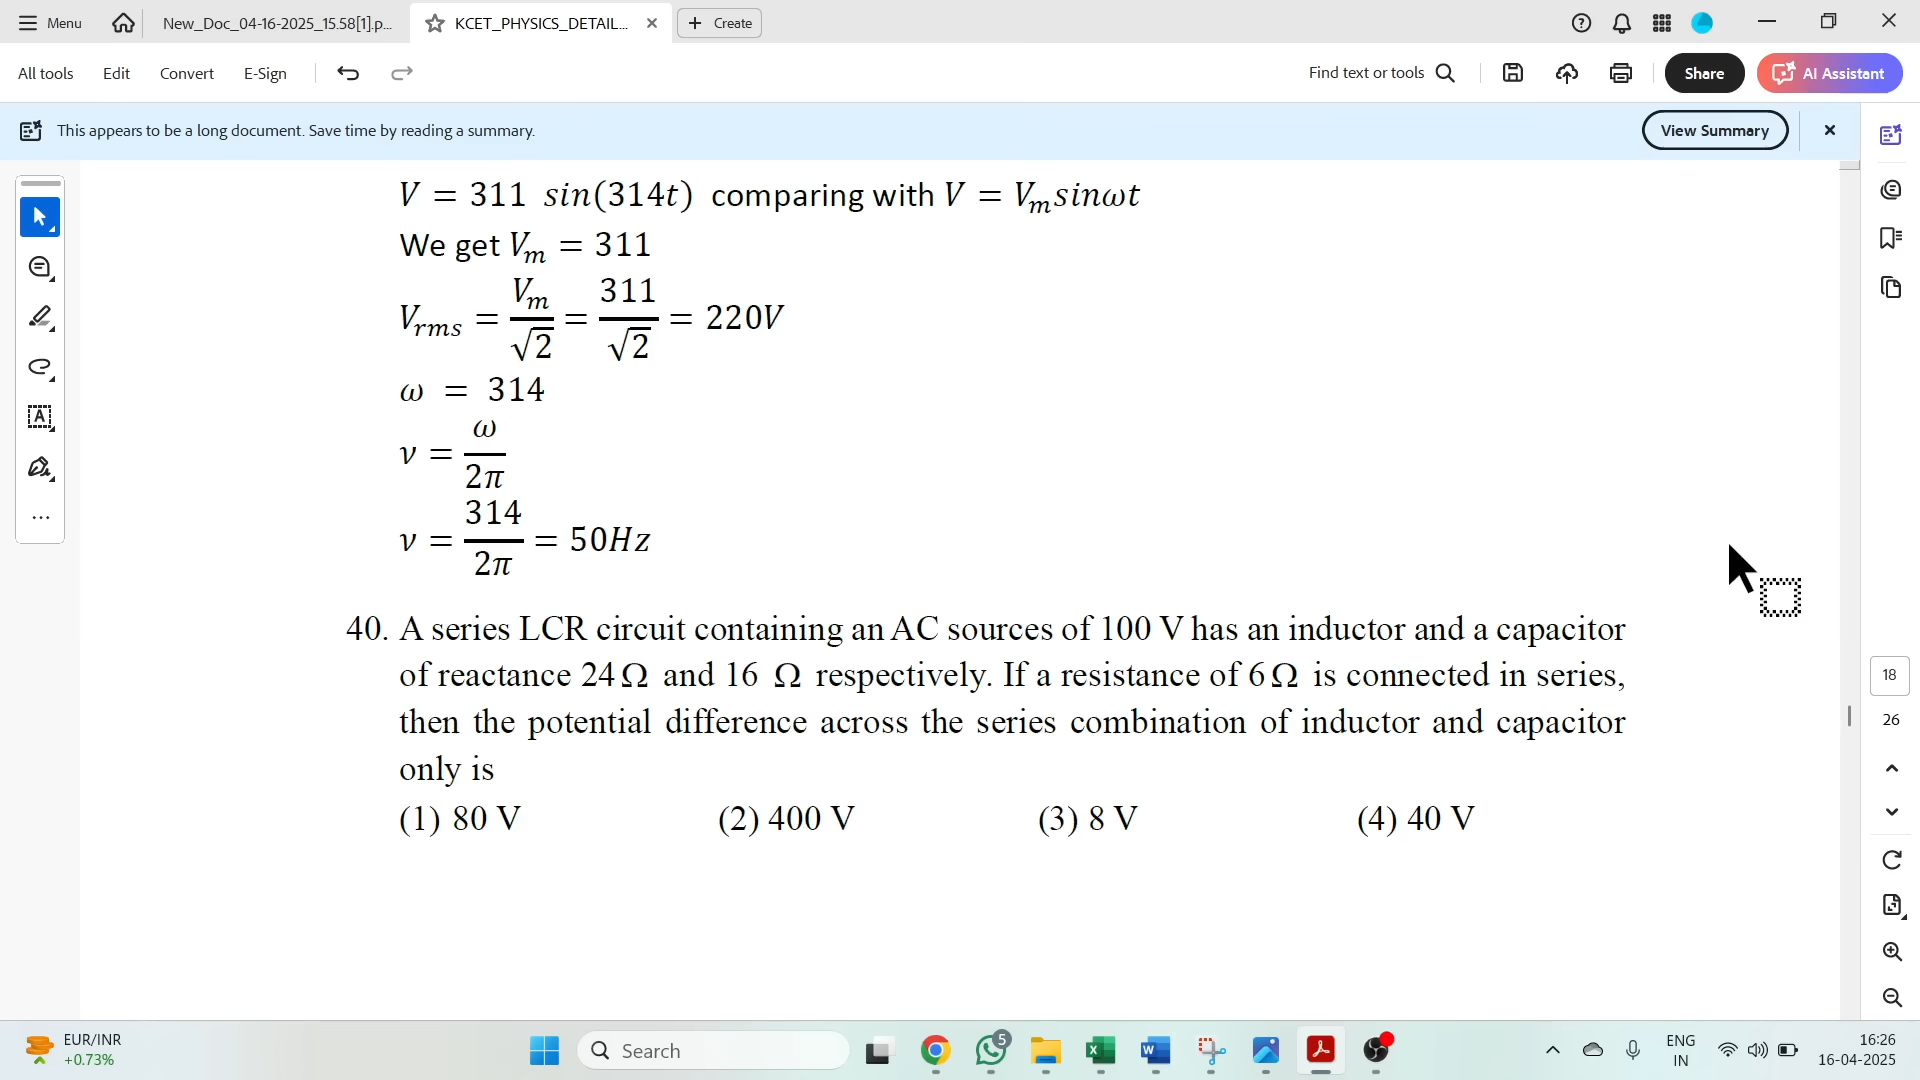 Menu
New_Doc_04-16-2025_15.58[1].p...
KCET_PHYSICS_DETAIL...
Create
All tools
Edit
Convert
E-Sign
Find text or tools
Share
AI Assistant
This appears to be a long document. Save time by reading a summary.
View Summary
V = 311 sin(314t) comparing with V = Vₘsinωt
We get Vₘ = 311
Vrms = Vₘ/√2 = 311/√2 = 220V
ω = 314
ν = ω/2π
ν = 314/2π = 50Hz
40. A series LCR circuit containing an AC sources of 100 V has an inductor and a capacitor
of reactance 24 Ω and 16 Ω respectively. If a resistance of 6 Ω is connected in series,
then the potential difference across the series combination of inductor and capacitor
only is
(1) 80 V (2) 400 V (3) 8 V (4) 40 V
18
26
EUR/INR
+0.73%
Search
5
ENG
IN
16:26
16-04-2025